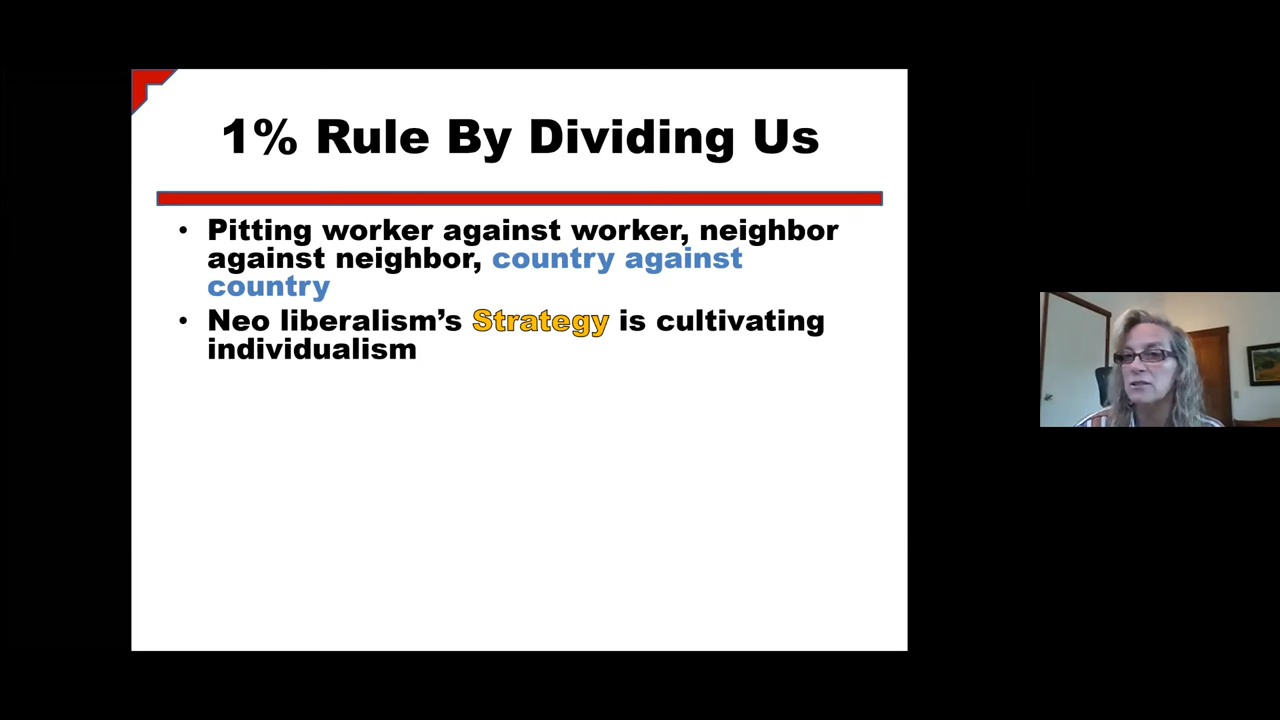 1% Rule By Dividing Us
• Pitting worker against worker, neighbor
against neighbor, country against
country
• Neo liberalism’s Strategy is cultivating
individualism